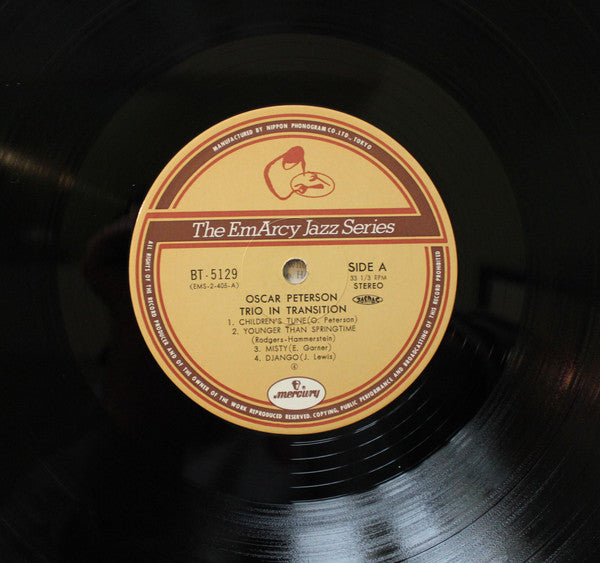 MANUFACTURED BY NIPPON PHONOGRAM CO., LTD., TOKYO
The EmArcy Jazz Series
BT-5129
(EMS-2-405-A)
SIDE A
33 1/3 RPM
STEREO
OSCAR PETERSON
TRIO IN TRANSITION
1. CHILDREN'S TUNE(O. Peterson)
2. YOUNGER THAN SPRINGTIME
(Rodgers-Hammerstein)
3. MISTY(E. Garner)
4. DJANGO(J. Lewis)
4
mercury
ALL RIGHTS OF THE RECORD PRODUCER AND OF THE OWNER OF THE WORK REPRODUCED RESERVED. COPYING, PUBLIC PERFORMANCE AND BROADCASTING OF THIS RECORD PROHIBITED